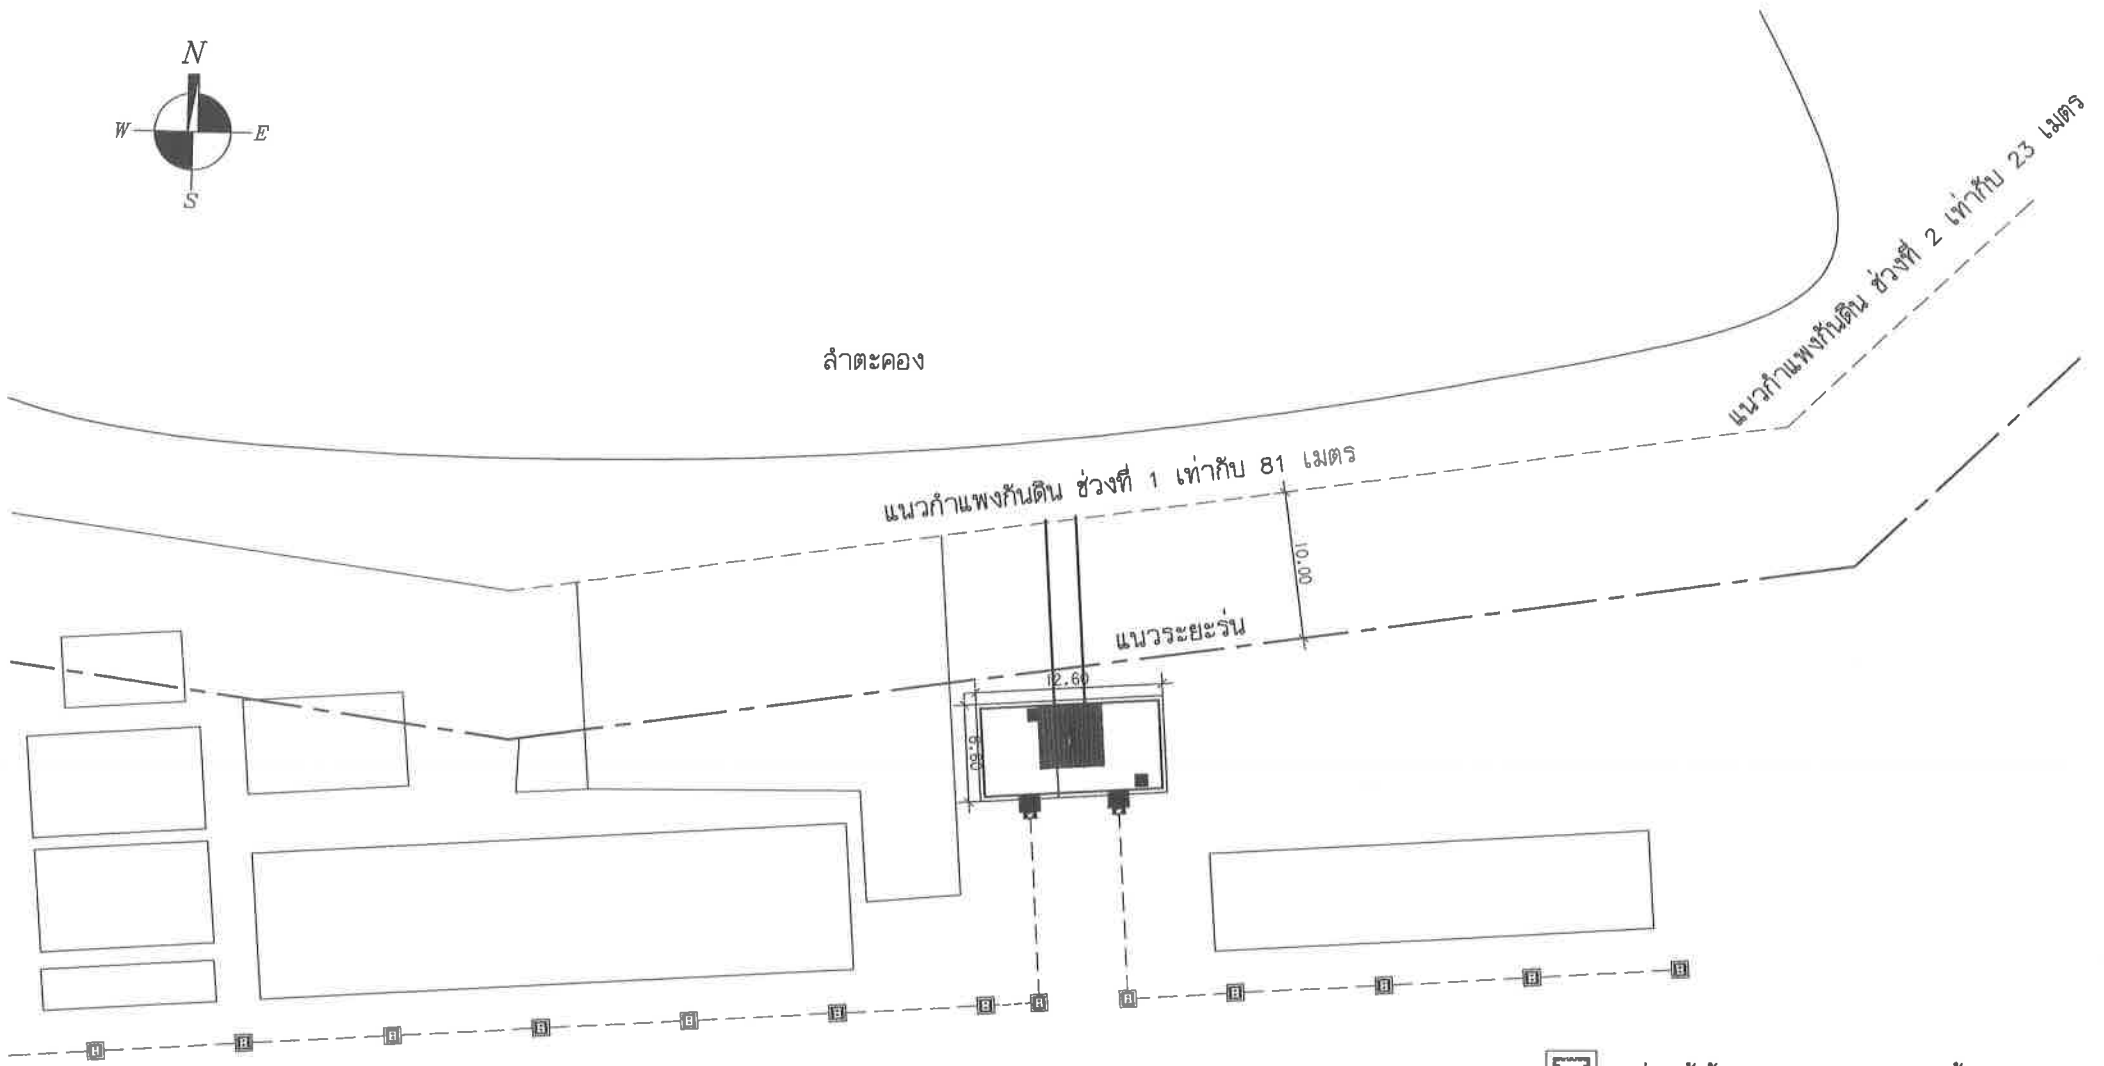 N
W E
S
แนวกำแพงกันดิน ช่วงที่ 2 เท่ากับ 23 เมตร
ลำตะคอง
แนวกำแพงกันดิน ช่วงที่ 1 เท่ากับ 81 เมตร
10.00
แนวระยะร่น
12.60
6.60